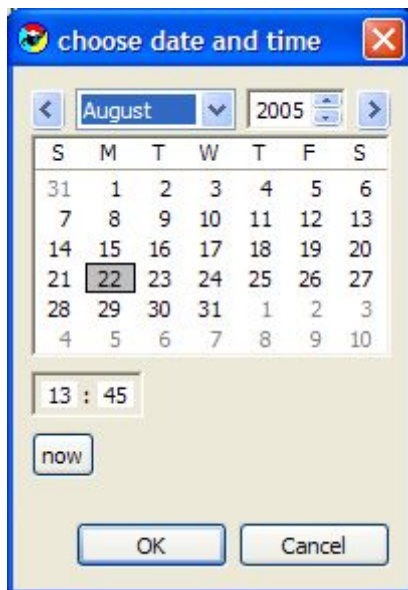 choose date and time
August 2005
S M T W T F S
31 1 2 3 4 5 6
7 8 9 10 11 12 13
14 15 16 17 18 19 20
21 22 23 24 25 26 27
28 29 30 31 1 2 3
4 5 6 7 8 9 10
13 : 45
now
OK Cancel